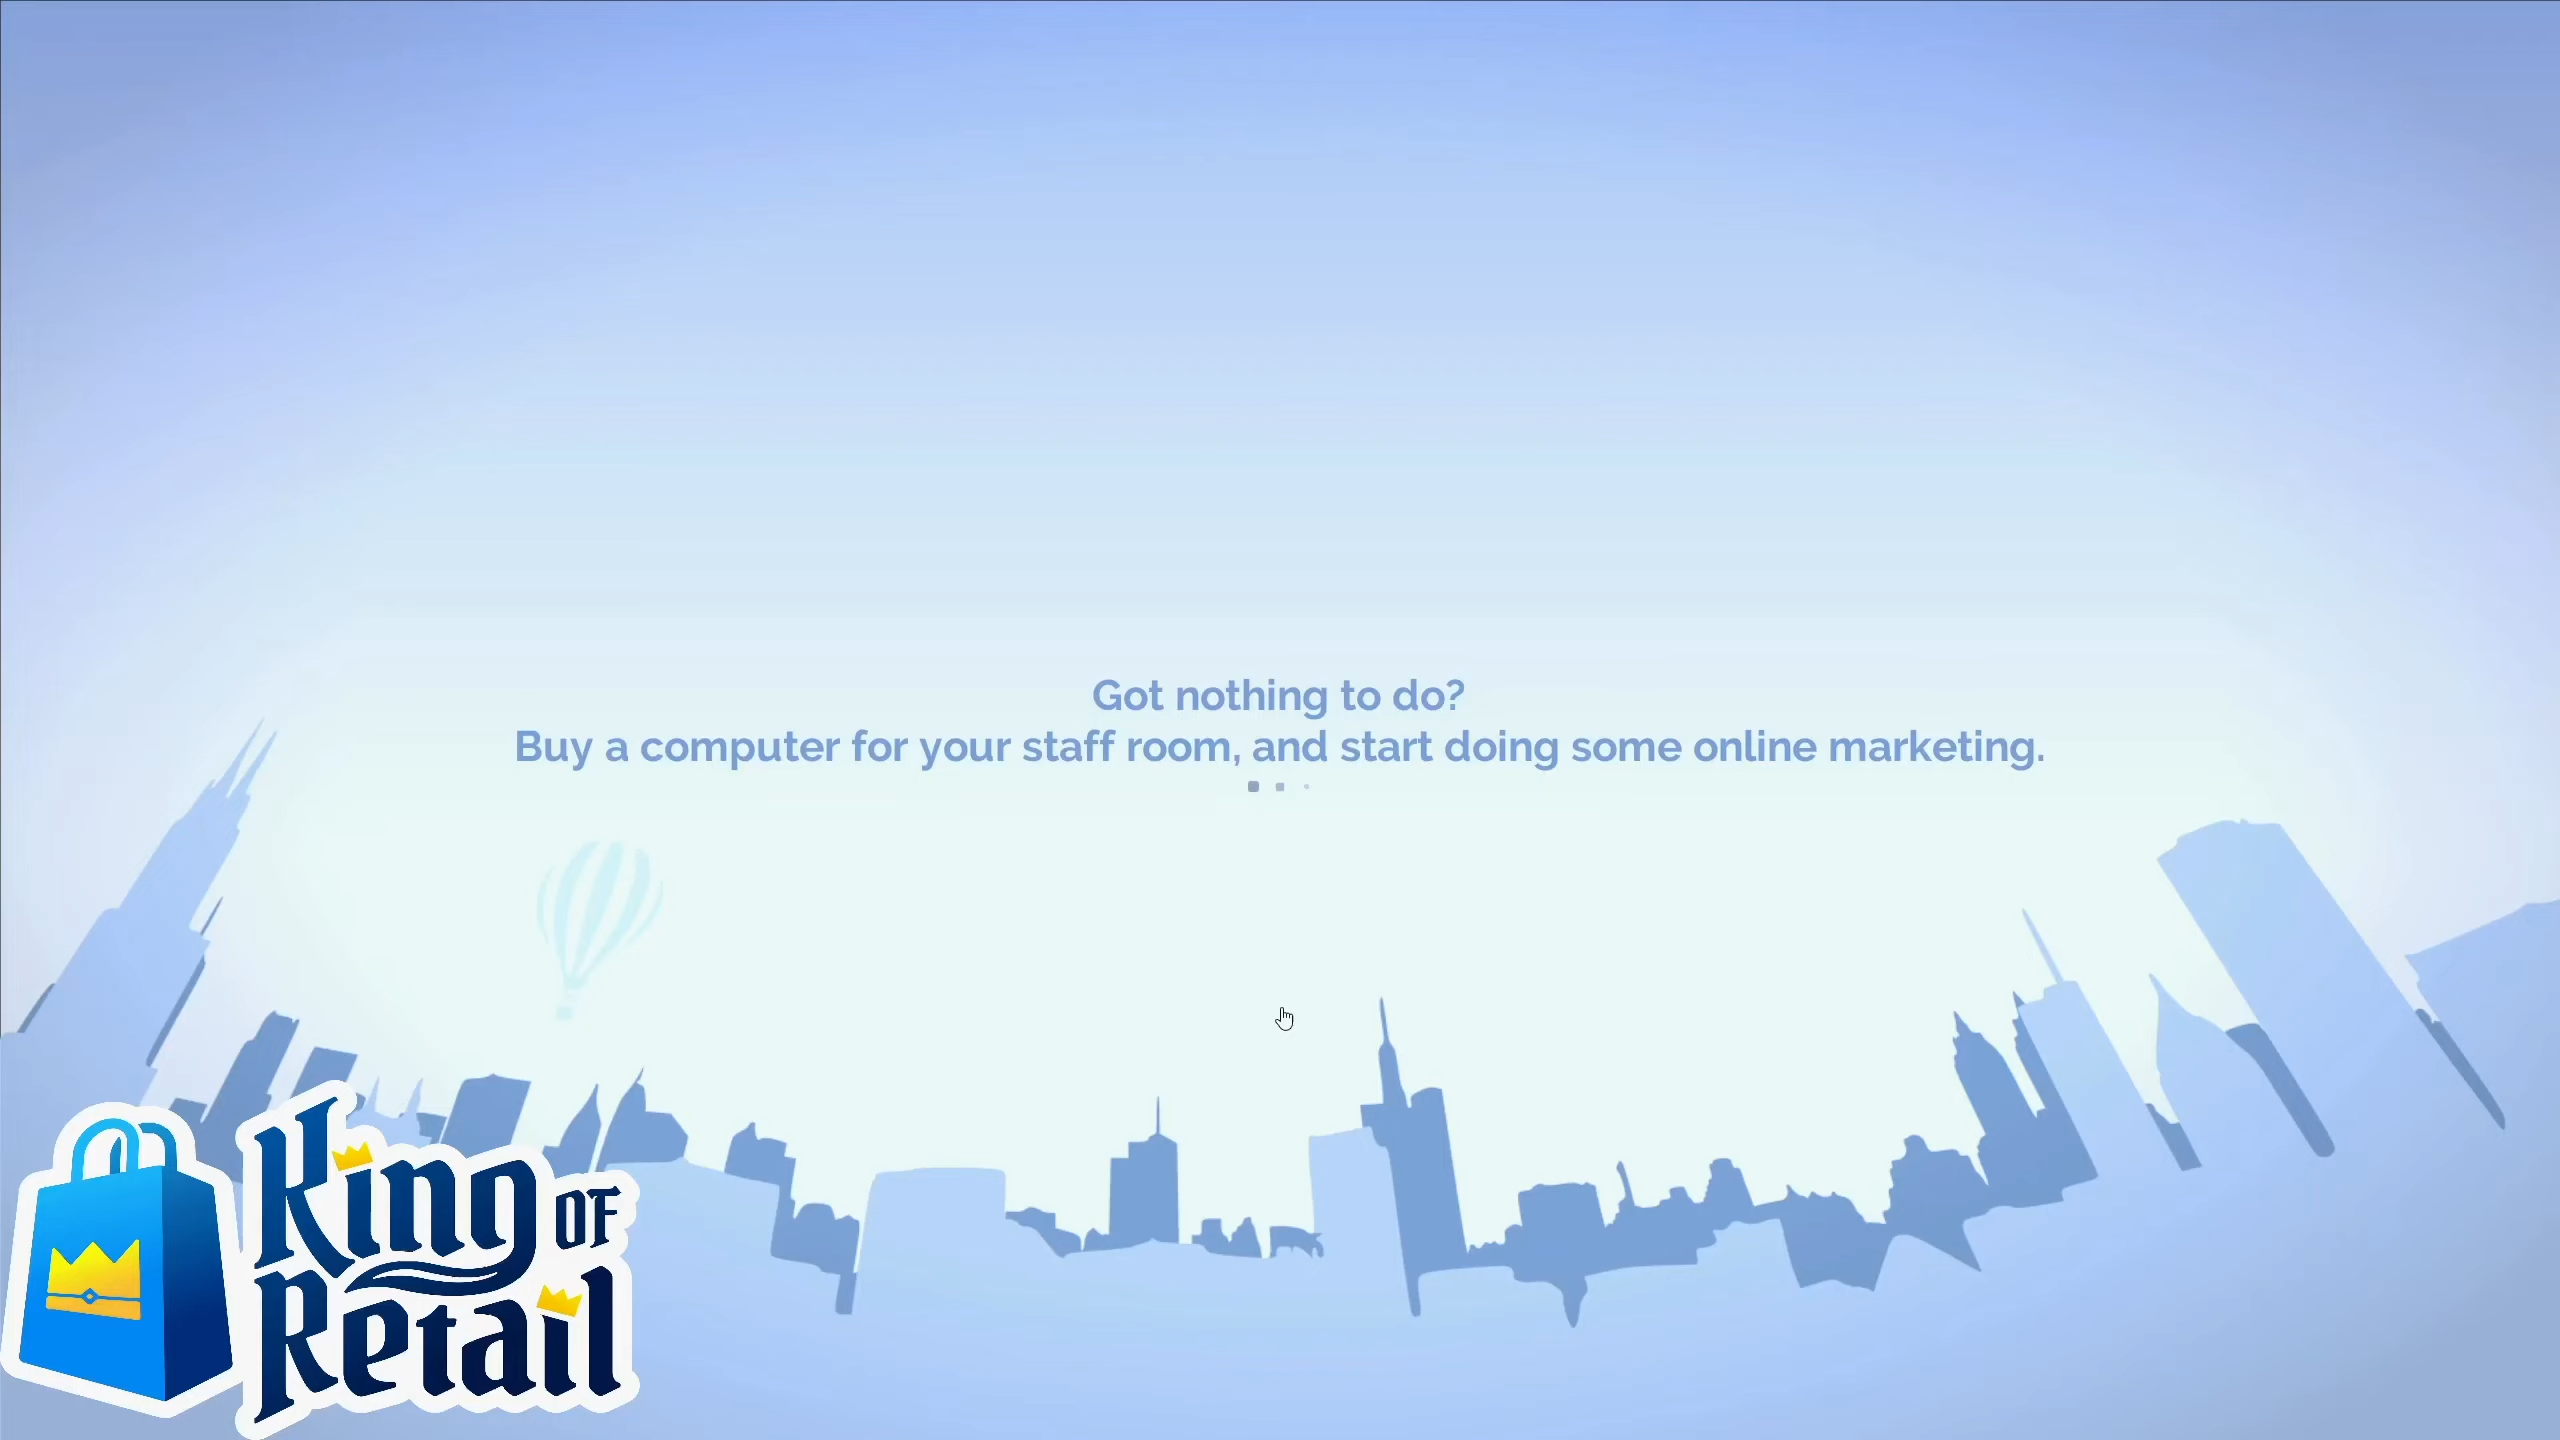 Got nothing to do?
Buy a computer for your staff room, and start doing some online marketing.
King OF
Retail